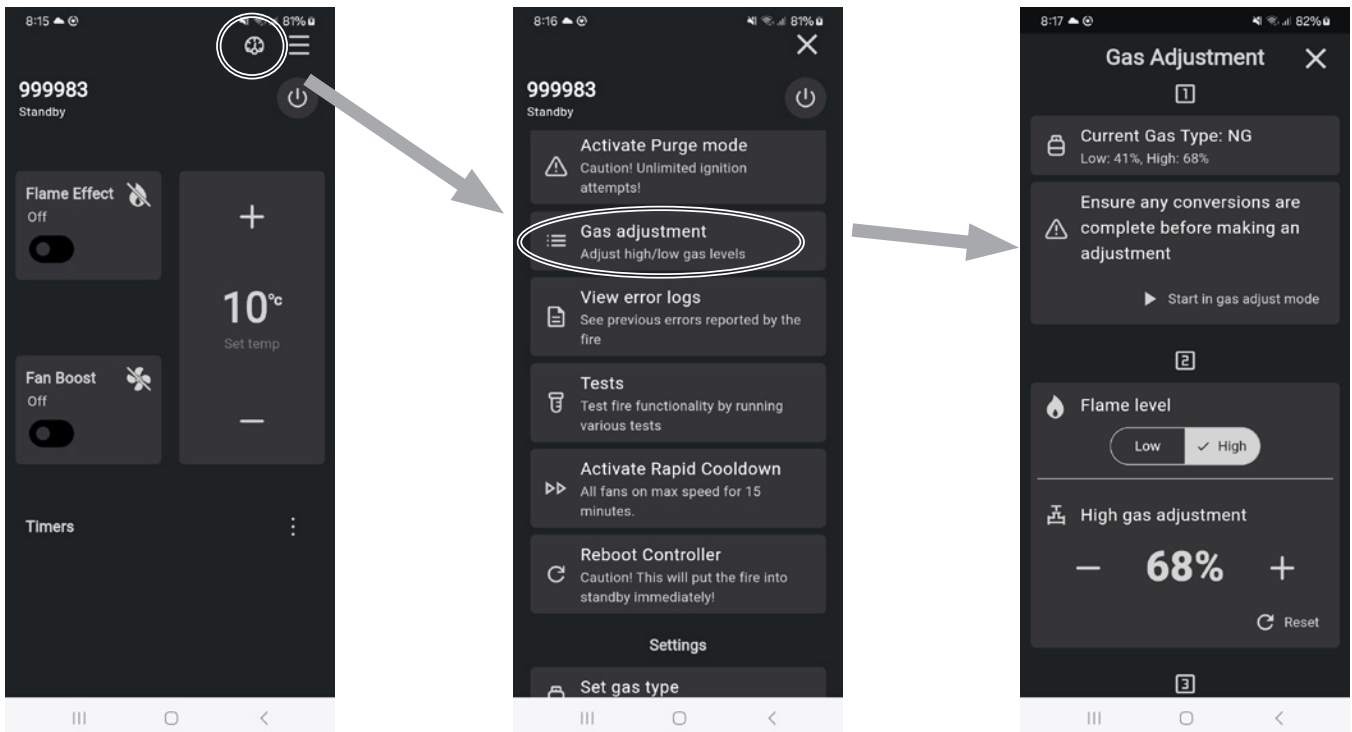 8:15
81%
999983
Standby
Flame Effect
Off
10°C
Set temp
Fan Boost
Off
Timers
8:16
81%
999983
Standby
Activate Purge mode
Caution! Unlimited ignition
attempts!
Gas adjustment
Adjust high/low gas levels
View error logs
See previous errors reported by the
fire
Tests
Test fire functionality by running
various tests
Activate Rapid Cooldown
All fans on max speed for 15
minutes.
Reboot Controller
Caution! This will put the fire into
standby immediately!
Settings
Set gas type
8:17
82%
Gas Adjustment
1
Current Gas Type: NG
Low: 41%, High: 68%
Ensure any conversions are
complete before making an
adjustment
Start in gas adjust mode
2
Flame level
Low
High
High gas adjustment
68%
Reset
3